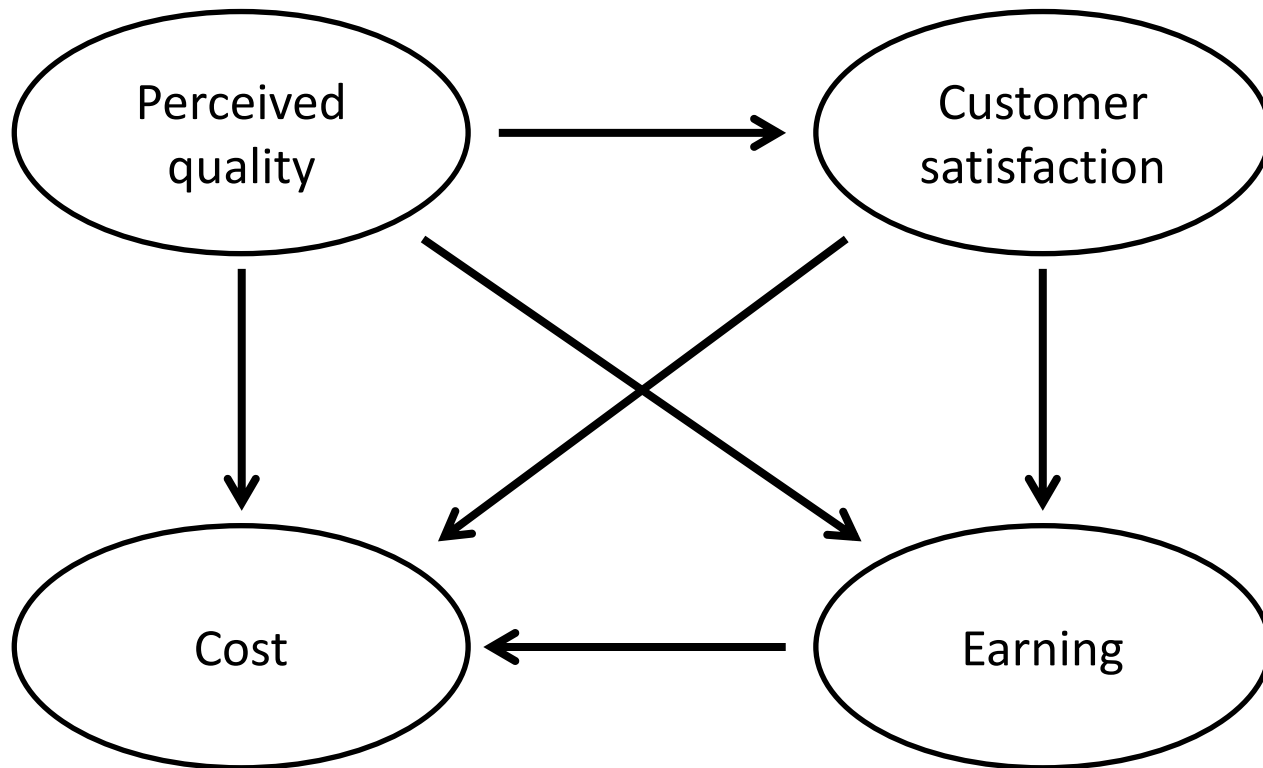 Perceived
quality
Customer
satisfaction
Cost
Earning